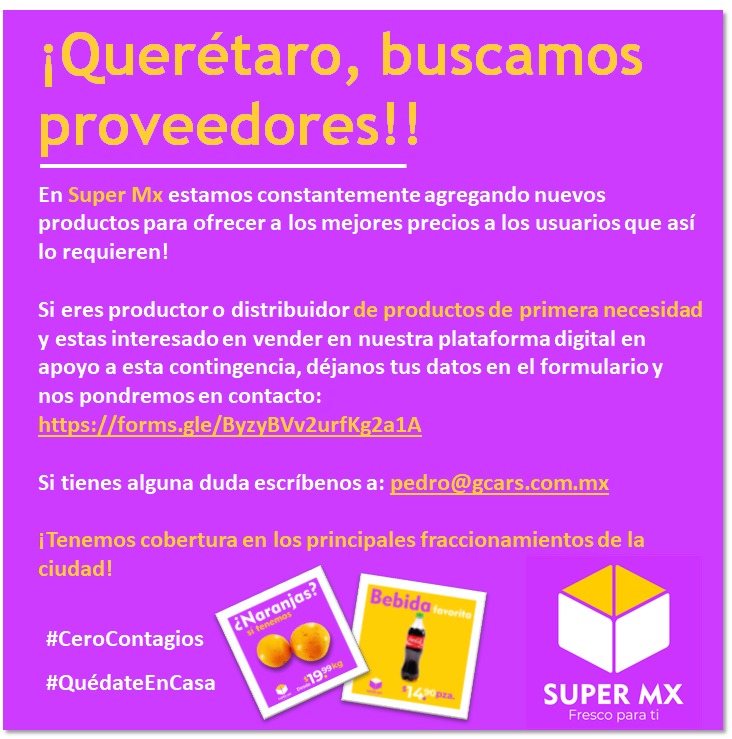 ¡Querétaro, buscamos
proveedores!!
En Super Mx estamos constantemente agregando nuevos
productos para ofrecer a los mejores precios a los usuarios que así
lo requieren!
Si eres productor o distribuidor de productos de primera necesidad
y estas interesado en vender en nuestra plataforma digital en
apoyo a esta contingencia, déjanos tus datos en el formulario y
nos pondremos en contacto:
https://forms.gle/ByzyBVv2urfKg2a1A
Si tienes alguna duda escríbenos a: pedro@gcars.com.mx
¡Tenemos cobertura en los principales fraccionamientos de la
ciudad!
#CeroContagios
#QuédateEnCasa
¿Naranjas?
si tenemos
Desde $19.99 kg
Bebida favorita
$14.90 pza.
SUPER MX
Fresco para ti